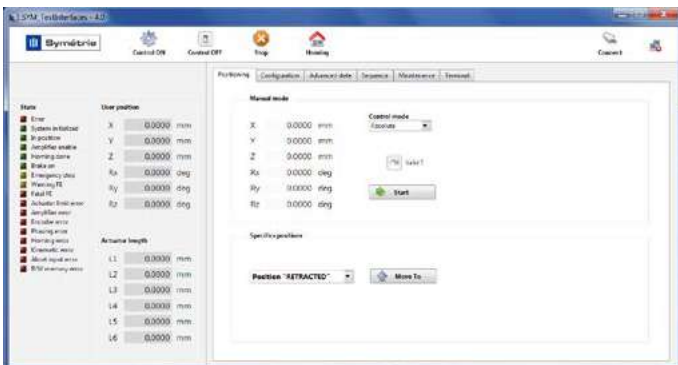 SYM_TestInterfaces - 4.0
Symétrie
Control ON
Control OFF
Stop
Homing
Connect
Positioning
Configuration
Advanced data
Sequence
Maintenance
Terminal
State
Error
System initialized
In position
Amplifier enable
Homing done
Brake on
Emergency stop
Warning FE
Fatal FE
Actuator limit error
Amplifier error
Encoder error
Phasing error
Homing error
Kinematic error
Abort input error
R/W memory error
User position
X 0.0000 mm
Y 0.0000 mm
Z 0.0000 mm
Rx 0.0000 deg
Ry 0.0000 deg
Rz 0.0000 deg
Actuator length
L1 0.0000 mm
L2 0.0000 mm
L3 0.0000 mm
L4 0.0000 mm
L5 0.0000 mm
L6 0.0000 mm
Manual mode
X 0.0000 mm
Y 0.0000 mm
Z 0.0000 mm
Rx 0.0000 deg
Ry 0.0000 deg
Rz 0.0000 deg
Control mode
Absolute
Valid ?
Start
Specific positions
Position "RETRACTED"
Move To